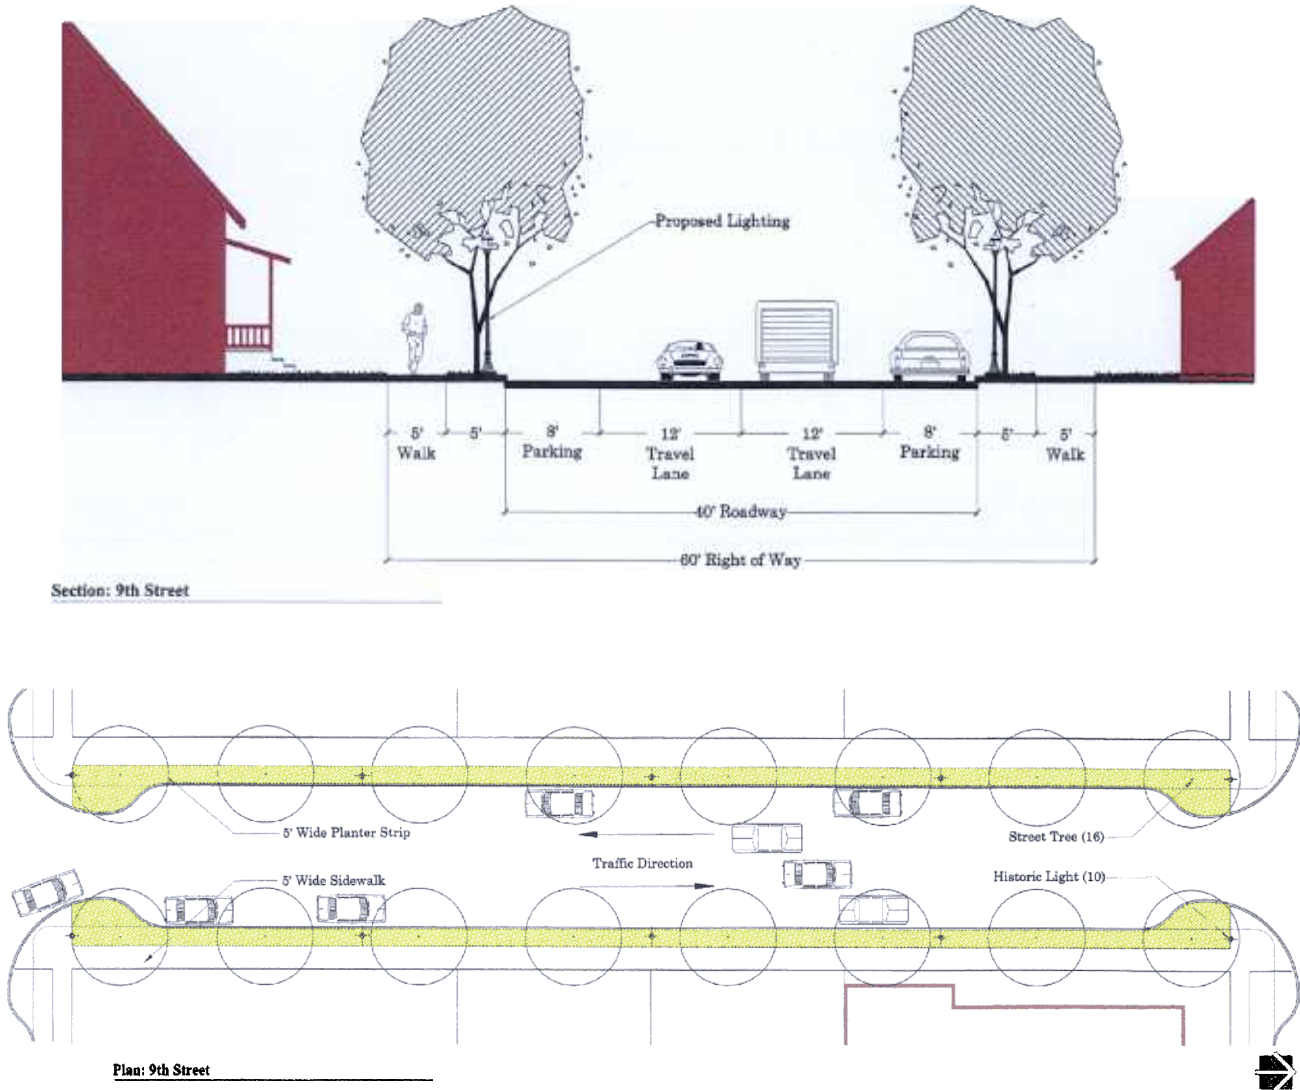 Proposed Lighting
5' 5' 8' 12' 12' 8' 5' 5'
Walk Parking Travel Travel Parking Walk
Lane Lane
40' Roadway
60' Right of Way
Section: 9th Street
5' Wide Planter Strip
Street Tree (16)
Traffic Direction
5' Wide Sidewalk
Historic Light (10)
Plan: 9th Street